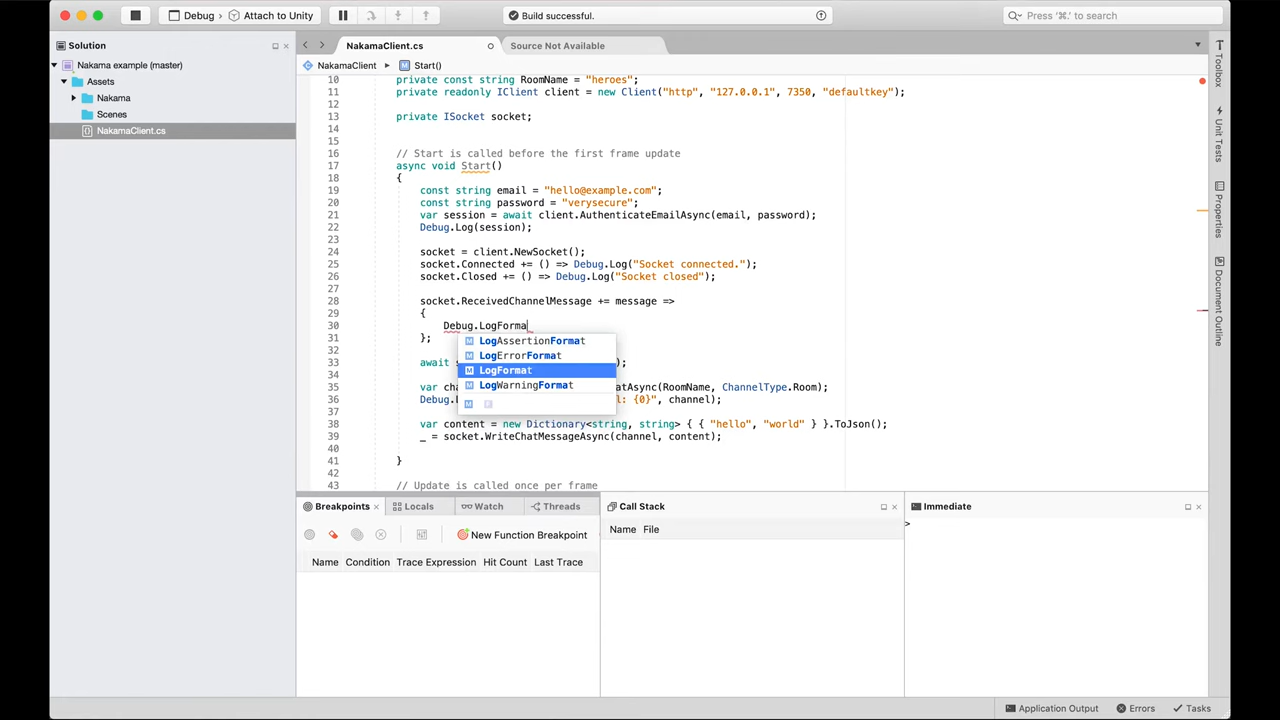 Debug › Attach to Unity
Build successful.
Press '⌘.' to search
Solution
Nakama example (master)
Assets
Nakama
Scenes
NakamaClient.cs
NakamaClient.cs
Source Not Available
NakamaClient ▸ Start()
10 private const string RoomName = "heroes";
11 private readonly IClient client = new Client("http", "127.0.0.1", 7350, "defaultkey");
12
13 private ISocket socket;
14
15
16 // Start is called before the first frame update
17 async void Start()
18 {
19 const string email = "hello@example.com";
20 const string password = "verysecure";
21 var session = await client.AuthenticateEmailAsync(email, password);
22 Debug.Log(session);
23
24 socket = client.NewSocket();
25 socket.Connected += () => Debug.Log("Socket connected.");
26 socket.Closed += () => Debug.Log("Socket closed");
27
28 socket.ReceivedChannelMessage += message =>
29 {
30 Debug.LogForma
31 };
32
33 await s );
34
35 var cha atAsync(RoomName, ChannelType.Room);
36 Debug.L l: {0}", channel);
37
38 var content = new Dictionary<string, string> { { "hello", "world" } }.ToJson();
39 _ = socket.WriteChatMessageAsync(channel, content);
40
41 }
42
43 // Update is called once per frame
LogAssertionFormat
LogErrorFormat
LogFormat
LogWarningFormat
M P
Toolbox
Unit Tests
Properties
Document Outline
Breakpoints
Locals
Watch
Threads
New Function Breakpoint
Name Condition Trace Expression Hit Count Last Trace
Call Stack
Name File
Immediate
>
Application Output
Errors
Tasks